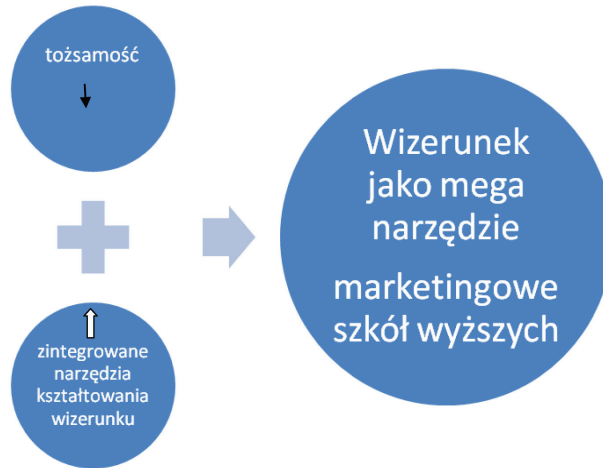 tożsamość
zintegrowane
narzędzia
kształtowania
wizerunku
Wizerunek
jako mega
narzędzie
marketingowe
szkół wyższych